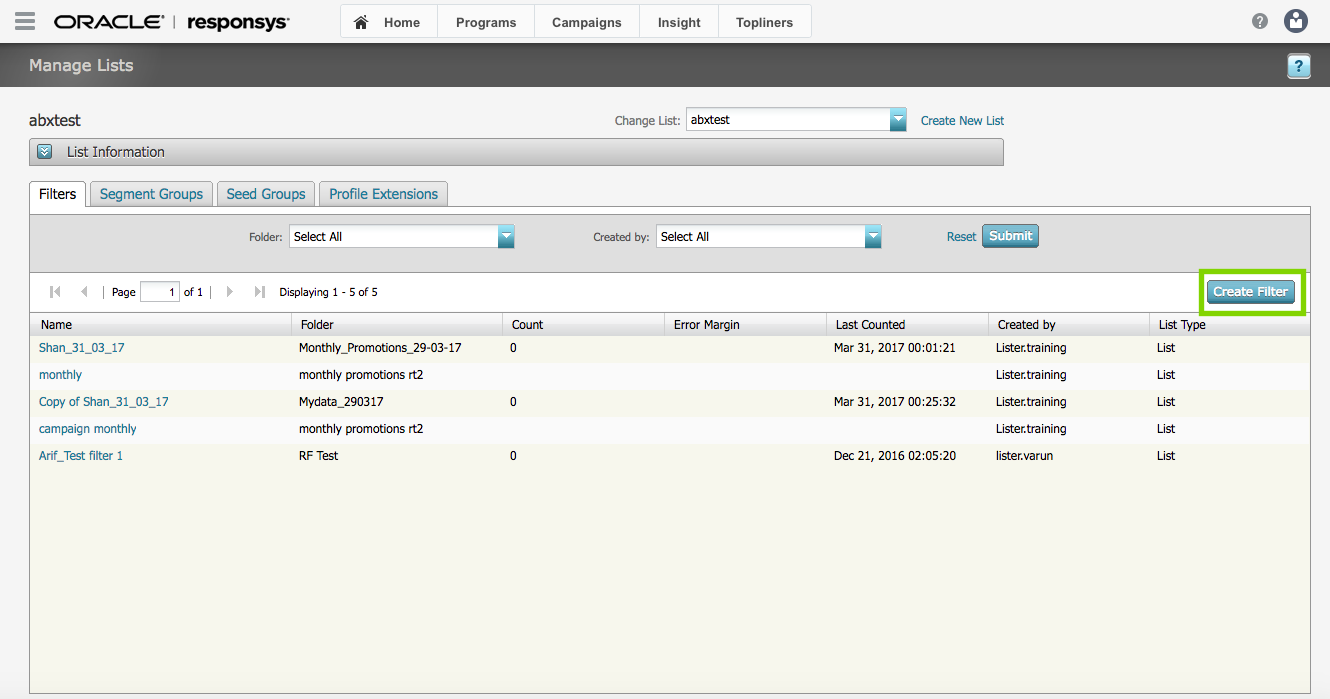 ORACLE | responsys
Home Programs Campaigns Insight Topliners
?
Manage Lists
?
abxtest
Change List: abxtest Create New List
List Information
Filters Segment Groups Seed Groups Profile Extensions
Folder: Select All Created by: Select All Reset Submit
Page 1 of 1 Displaying 1 - 5 of 5 Create Filter
Name Folder Count Error Margin Last Counted Created by List Type
Shan_31_03_17 Monthly_Promotions_29-03-17 0 Mar 31, 2017 00:01:21 Lister.training List
monthly monthly promotions rt2 Lister.training List
Copy of Shan_31_03_17 Mydata_290317 0 Mar 31, 2017 00:25:32 Lister.training List
campaign monthly monthly promotions rt2 Lister.training List
Arif_Test filter 1 RF Test 0 Dec 21, 2016 02:05:20 lister.varun List